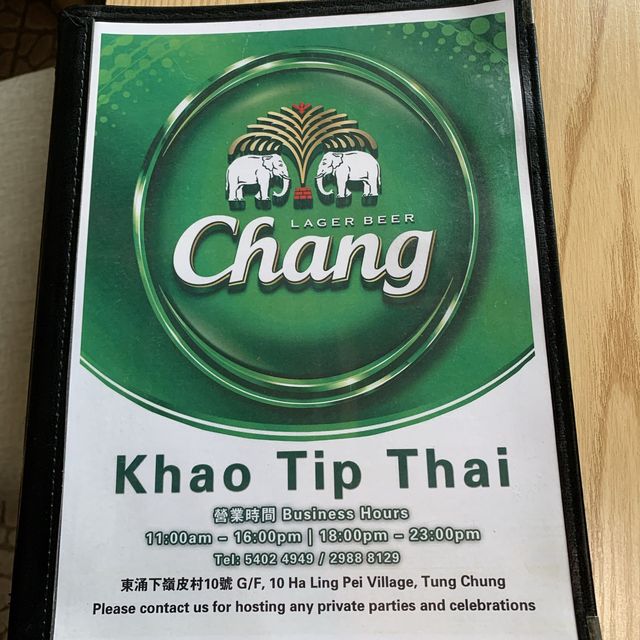 LAGER BEER
Chang
Khao Tip Thai
營業時間 Business Hours
11:00am – 16:00pm | 18:00pm – 23:00pm
Tel: 5402 4949 / 2988 8129
東涌下嶺皮村10號 G/F, 10 Ha Ling Pei Village, Tung Chung
Please contact us for hosting any private parties and celebrations